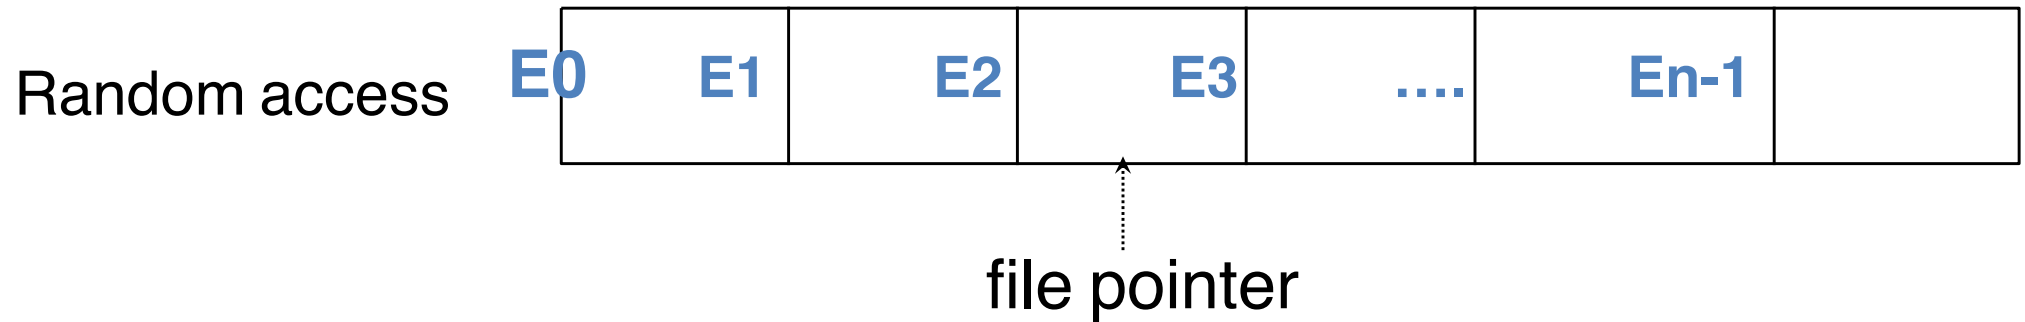 Random access E0 E1 E2 E3 .... En-1
file pointer